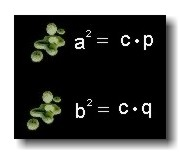 a² = c·p
b² = c·q